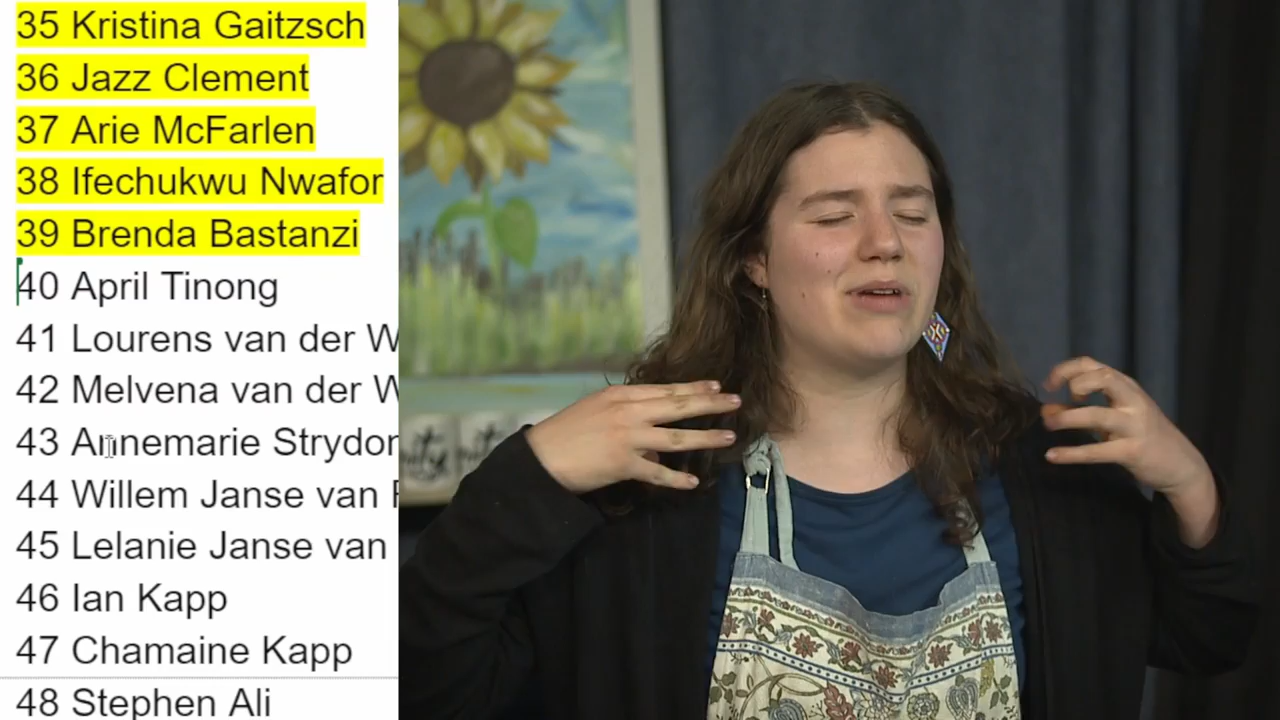 35 Kristina Gaitzsch
36 Jazz Clement
37 Arie McFarlen
38 Ifechukwu Nwafor
39 Brenda Bastanzi
40 April Tinong
41 Lourens van der W
42 Melvena van der W
43 Annemarie Strydom
44 Willem Janse van
45 Lelanie Janse van
46 Ian Kapp
47 Chamaine Kapp
48 Stephen Ali